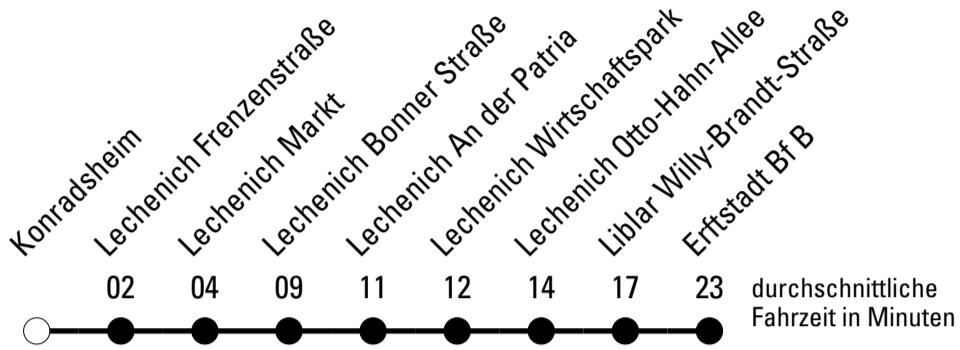 Konradsheim
Lechenich Frenzenstraße
Lechenich Markt
Lechenich Bonner Straße
Lechenich An der Patria
Lechenich Wirtschaftspark
Lechenich Otto-Hahn-Allee
Liblar Willy-Brandt-Straße
Erftstadt Bf B
02 04 09 11 12 14 17 23
durchschnittliche
Fahrzeit in Minuten